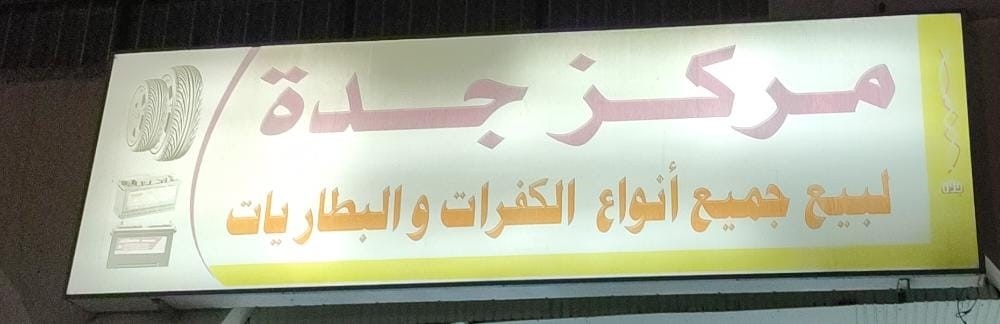 مركز جدة
لبيع جميع أنواع الكفرات والبطاريات